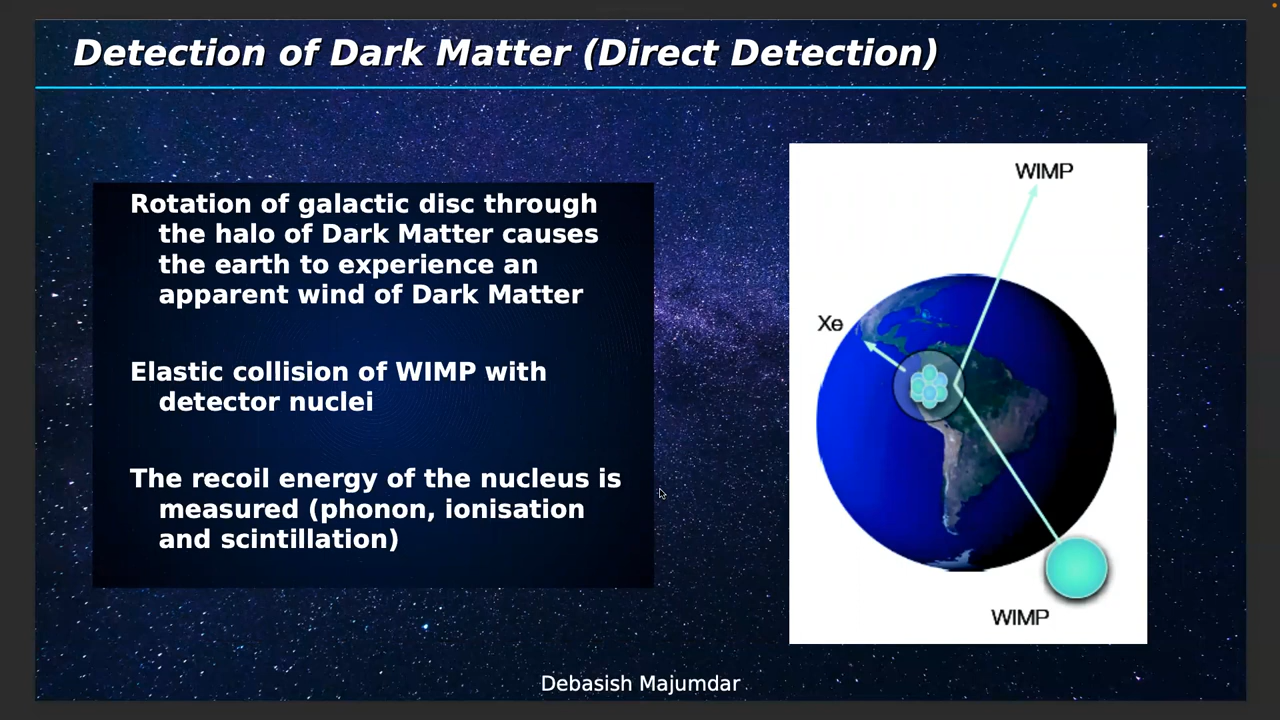 Detection of Dark Matter (Direct Detection)
Rotation of galactic disc through
the halo of Dark Matter causes
the earth to experience an
apparent wind of Dark Matter
Elastic collision of WIMP with
detector nuclei
The recoil energy of the nucleus is
measured (phonon, ionisation
and scintillation)
WIMP
Xe
WIMP
Debasish Majumdar